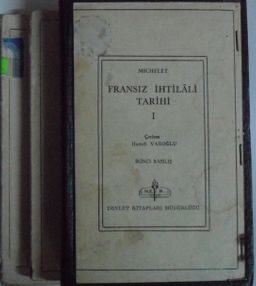 MICHELET
FRANSIZ İHTİLÂLİ
TARİHİ
I
Çeviren
Hamdi VAROĞLU
İKİNCİ BASILIŞ
DEVLET KİTAPLARI MÜDÜRLÜĞÜ